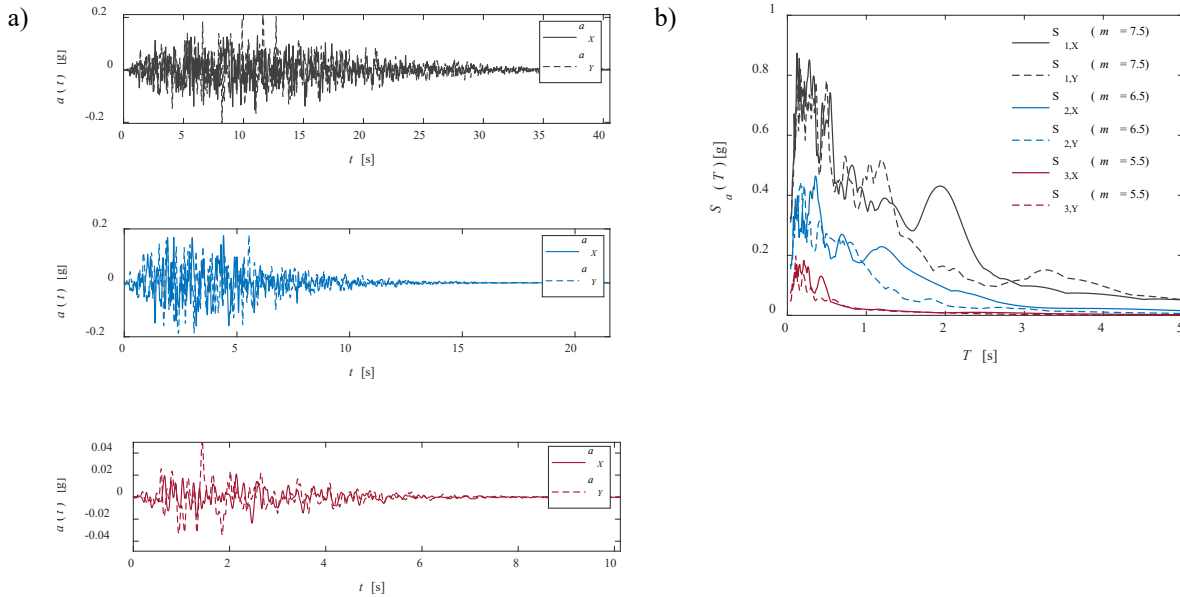 a)
a ( t ) [g]
0.2
0
-0.2
0 5 10 15 20 25 30 35 40
t [s]
a
X
a
Y
a ( t ) [g]
0.2
0
-0.2
0 5 10 15 20
t [s]
a
X
a
Y
a ( t ) [g]
0.04
0.02
0
-0.02
-0.04
0 2 4 6 8 10
t [s]
a
X
a
Y
b)
S a ( T ) [g]
1
0.8
0.6
0.4
0.2
0
0 1 2 3 4 5
T [s]
S ( m = 7.5)
1,X
S ( m = 7.5)
1,Y
S ( m = 6.5)
2,X
S ( m = 6.5)
2,Y
S ( m = 5.5)
3,X
S ( m = 5.5)
3,Y